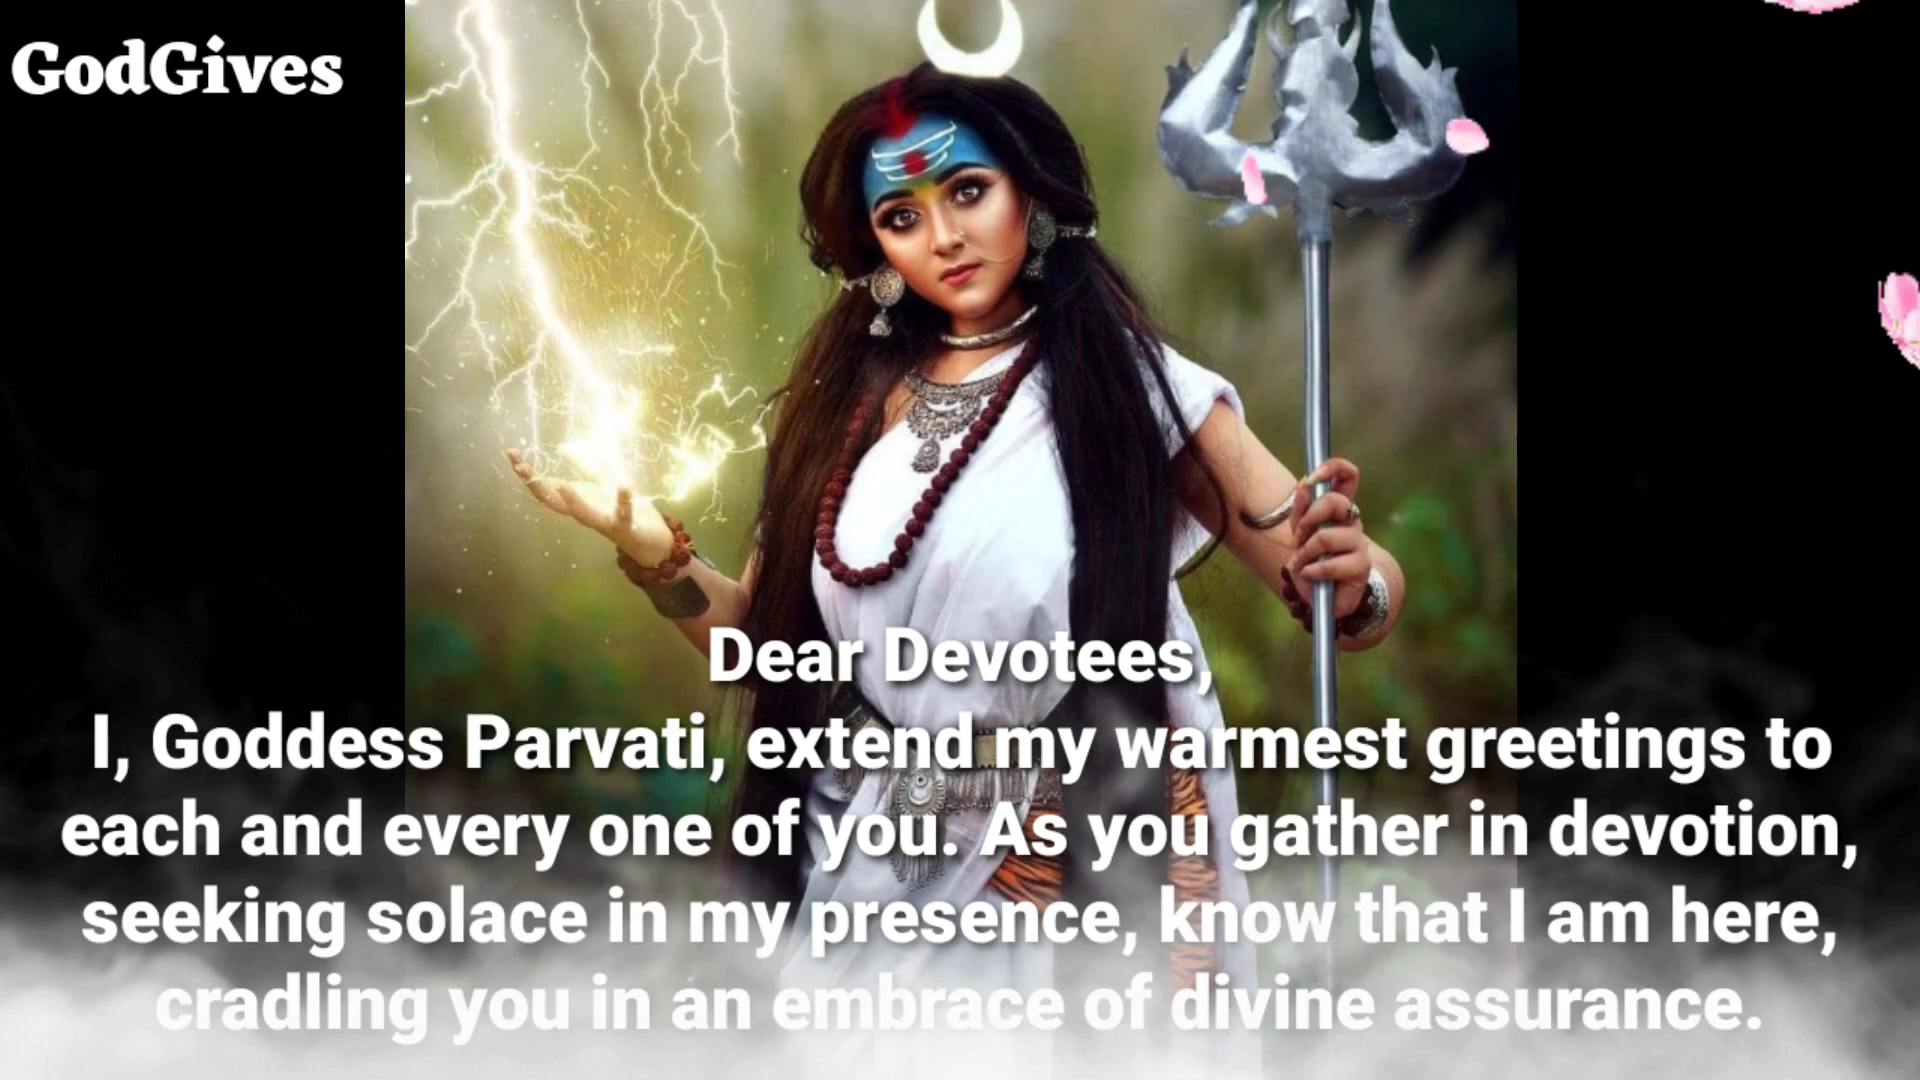 GodGives
Dear Devotees,
I, Goddess Parvati, extend my warmest greetings to
each and every one of you. As you gather in devotion,
seeking solace in my presence, know that I am here,
cradling you in an embrace of divine assurance.